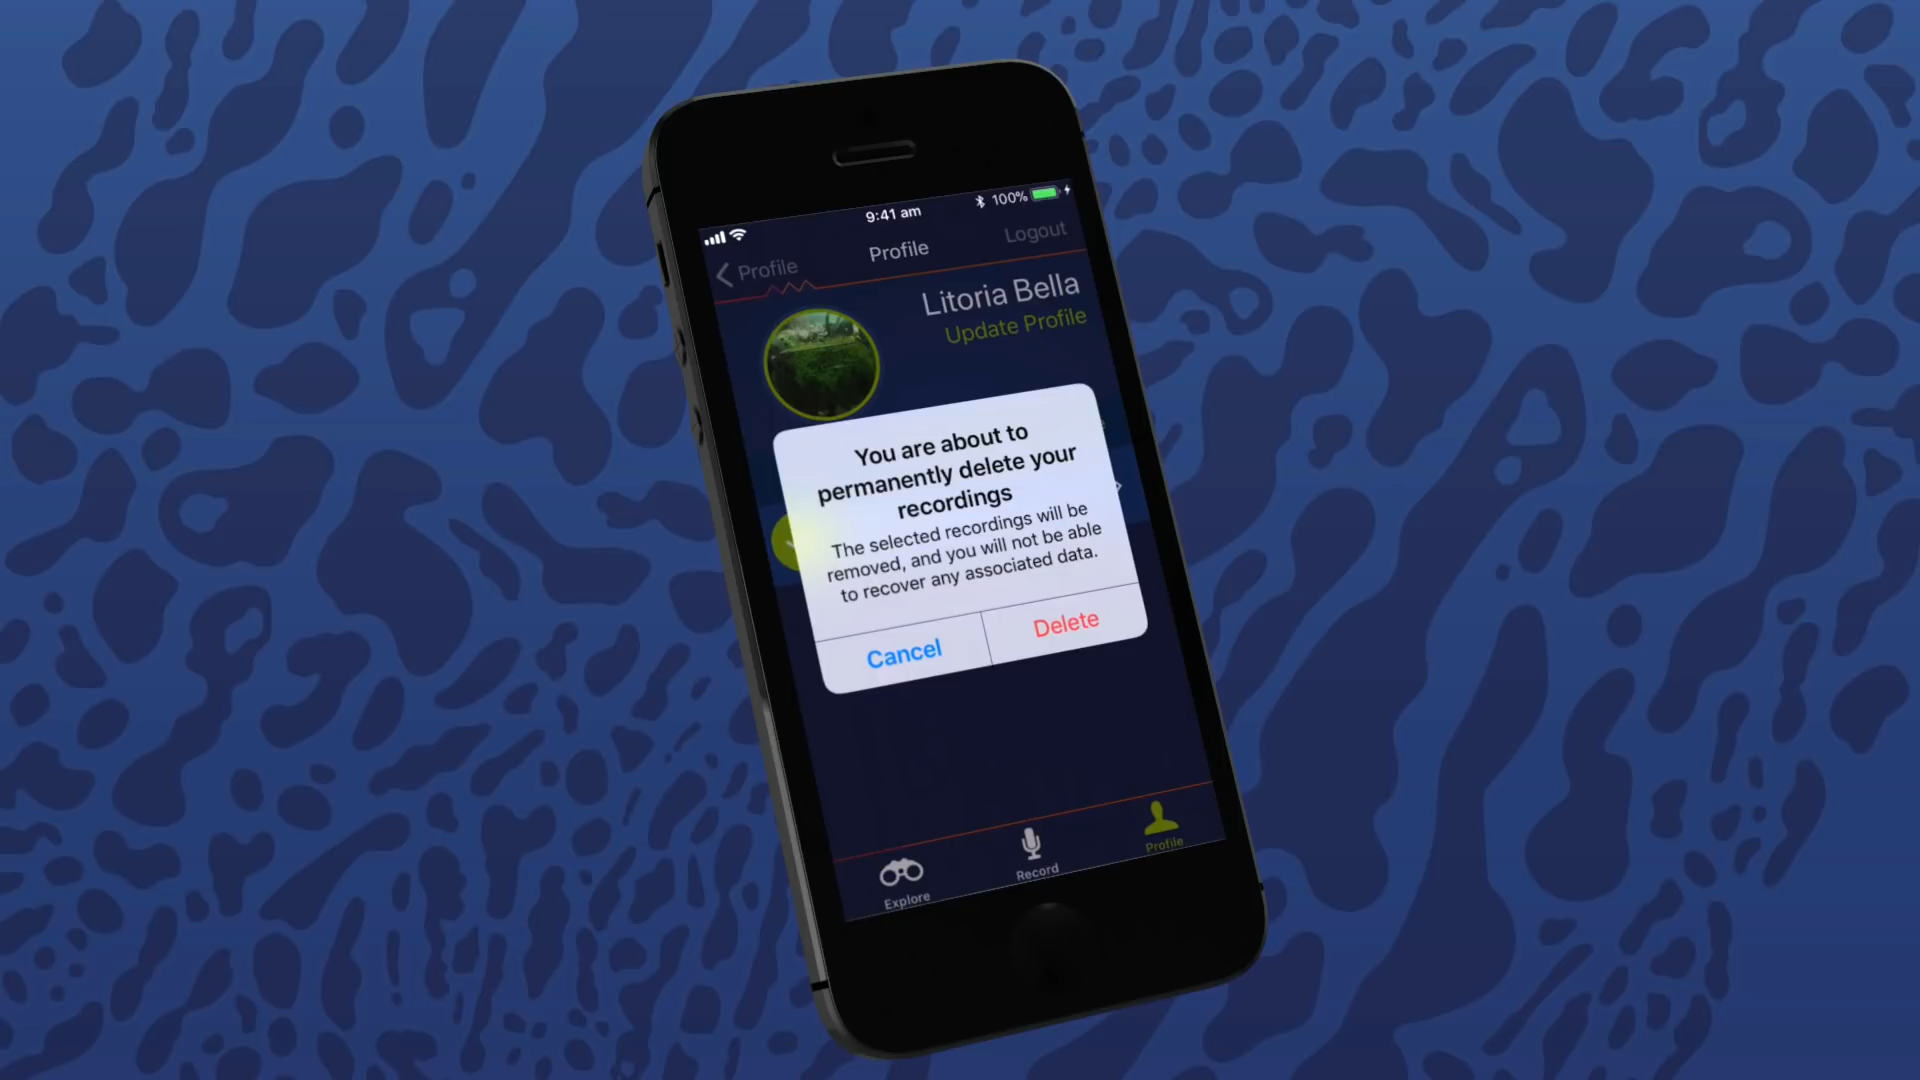 9:41 am
100%
Profile
Profile
Logout
Litoria Bella
Update Profile
You are about to
permanently delete your
recordings
The selected recordings will be
removed, and you will not be able
to recover any associated data.
Cancel
Delete
Explore
Record
Profile